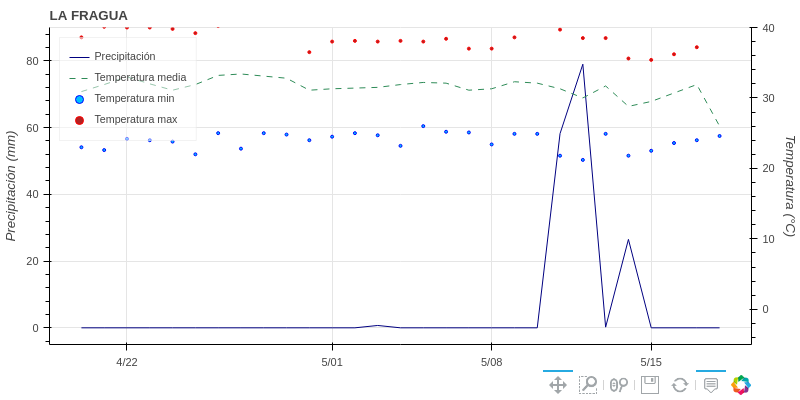 LA FRAGUA
Precipitación
Temperatura media
Temperatura min
Temperatura max
Precipitación (mm)
80
60
40
20
0
Temperatura (°C)
40
30
20
10
0
4/22
5/01
5/08
5/15